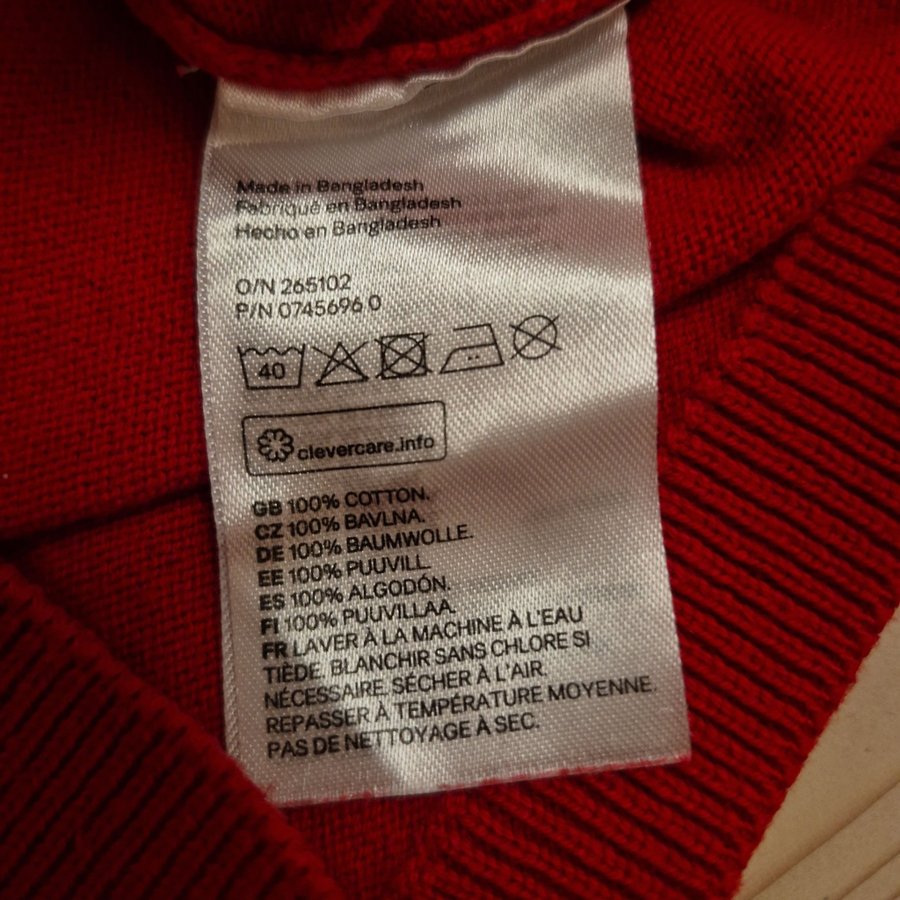 Made in Bangladesh
Fabriqué en Bangladesh
Hecho en Bangladesh
O/N 265102
P/N 0745696 0
40
clevercare.info
GB 100% COTTON.
CZ 100% BAVLNA.
DE 100% BAUMWOLLE.
EE 100% PUUVILL.
ES 100% ALGODÓN.
FI 100% PUUVILLAA.
FR LAVER À LA MACHINE À L'EAU
TIÈDE. BLANCHIR SANS CHLORE SI
NÉCESSAIRE. SÉCHER À L'AIR.
REPASSER À TEMPÉRATURE MOYENNE.
PAS DE NETTOYAGE À SEC.